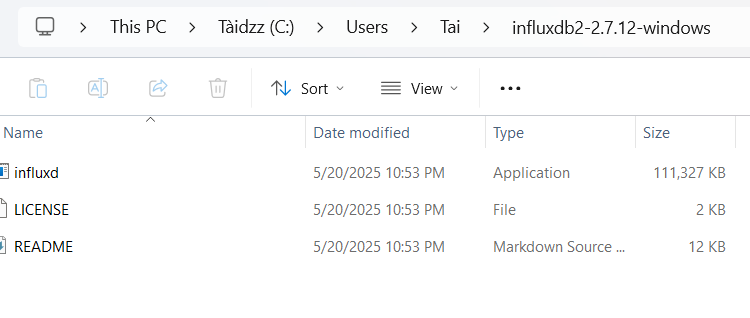 This PC > Tàidzz (C:) > Users > Tai > influxdb2-2.7.12-windows
Sort View
Name Date modified Type Size
influxd 5/20/2025 10:53 PM Application 111,327 KB
LICENSE 5/20/2025 10:53 PM File 2 KB
README 5/20/2025 10:53 PM Markdown Source ... 12 KB